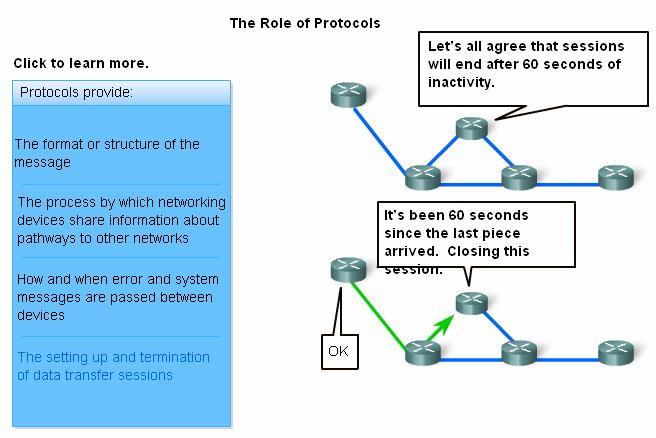 The Role of Protocols
Click to learn more.
Protocols provide:
The format or structure of the
message
The process by which networking
devices share information about
pathways to other networks
How and when error and system
messages are passed between
devices
The setting up and termination
of data transfer sessions
Let's all agree that sessions
will end after 60 seconds of
inactivity.
It's been 60 seconds
since the last piece
arrived.  Closing this
session.
OK